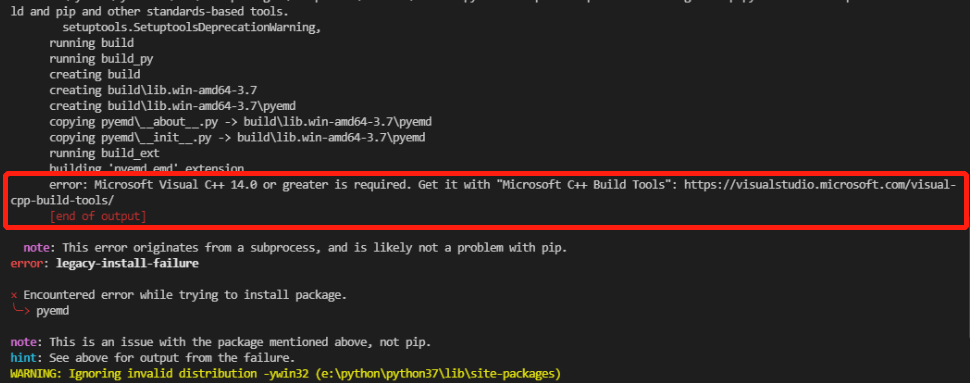 ld and pip and other standards-based tools.
setuptools.SetuptoolsDeprecationWarning,
running build
running build_py
creating build
creating build\lib.win-amd64-3.7
creating build\lib.win-amd64-3.7\pyemd
copying pyemd\__about__.py -> build\lib.win-amd64-3.7\pyemd
copying pyemd\__init__.py -> build\lib.win-amd64-3.7\pyemd
running build_ext
building 'pyemd.emd' extension
error: Microsoft Visual C++ 14.0 or greater is required. Get it with "Microsoft C++ Build Tools": https://visualstudio.microsoft.com/visual-
cpp-build-tools/
[end of output]
note: This error originates from a subprocess, and is likely not a problem with pip.
error: legacy-install-failure
× Encountered error while trying to install package.
╰─> pyemd
note: This is an issue with the package mentioned above, not pip.
hint: See above for output from the failure.
WARNING: Ignoring invalid distribution -ywin32 (e:\python\python37\lib\site-packages)